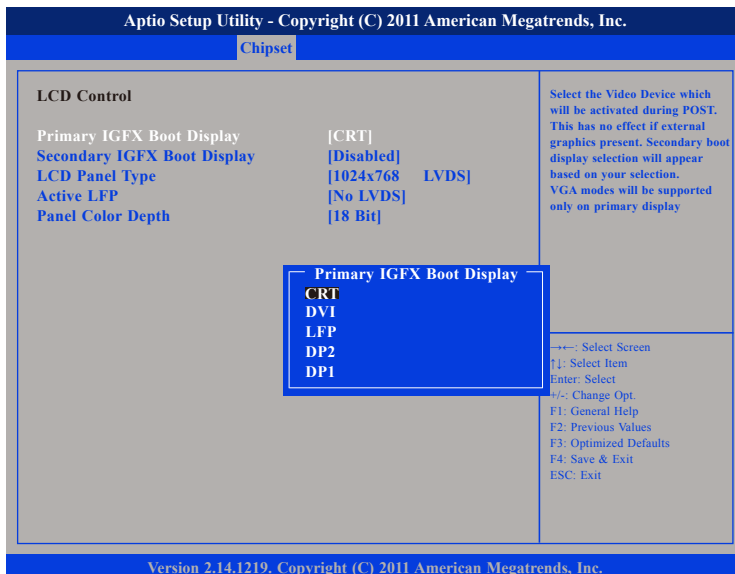 Aptio Setup Utility - Copyright (C) 2011 American Megatrends, Inc.
Chipset
LCD Control
Primary IGFX Boot Display [CRT]
Secondary IGFX Boot Display [Disabled]
LCD Panel Type [1024x768 LVDS]
Active LFP [No LVDS]
Panel Color Depth [18 Bit]
Primary IGFX Boot Display
CRT
DVI
LFP
DP2
DP1
Select the Video Device which
will be activated during POST.
This has no effect if external
graphics present. Secondary boot
display selection will appear
based on your selection.
VGA modes will be supported
only on primary display
→←: Select Screen
↑↓: Select Item
Enter: Select
+/-: Change Opt.
F1: General Help
F2: Previous Values
F3: Optimized Defaults
F4: Save & Exit
ESC: Exit
Version 2.14.1219. Copyright (C) 2011 American Megatrends, Inc.